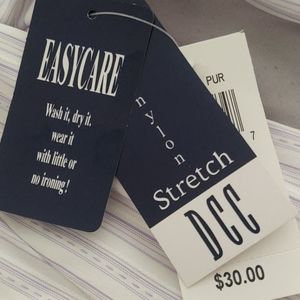 EASYCARE
Wash it, dry it,
wear it
with little or
no ironing!
nylon
Stretch
DCC
PUR
7
$30.00